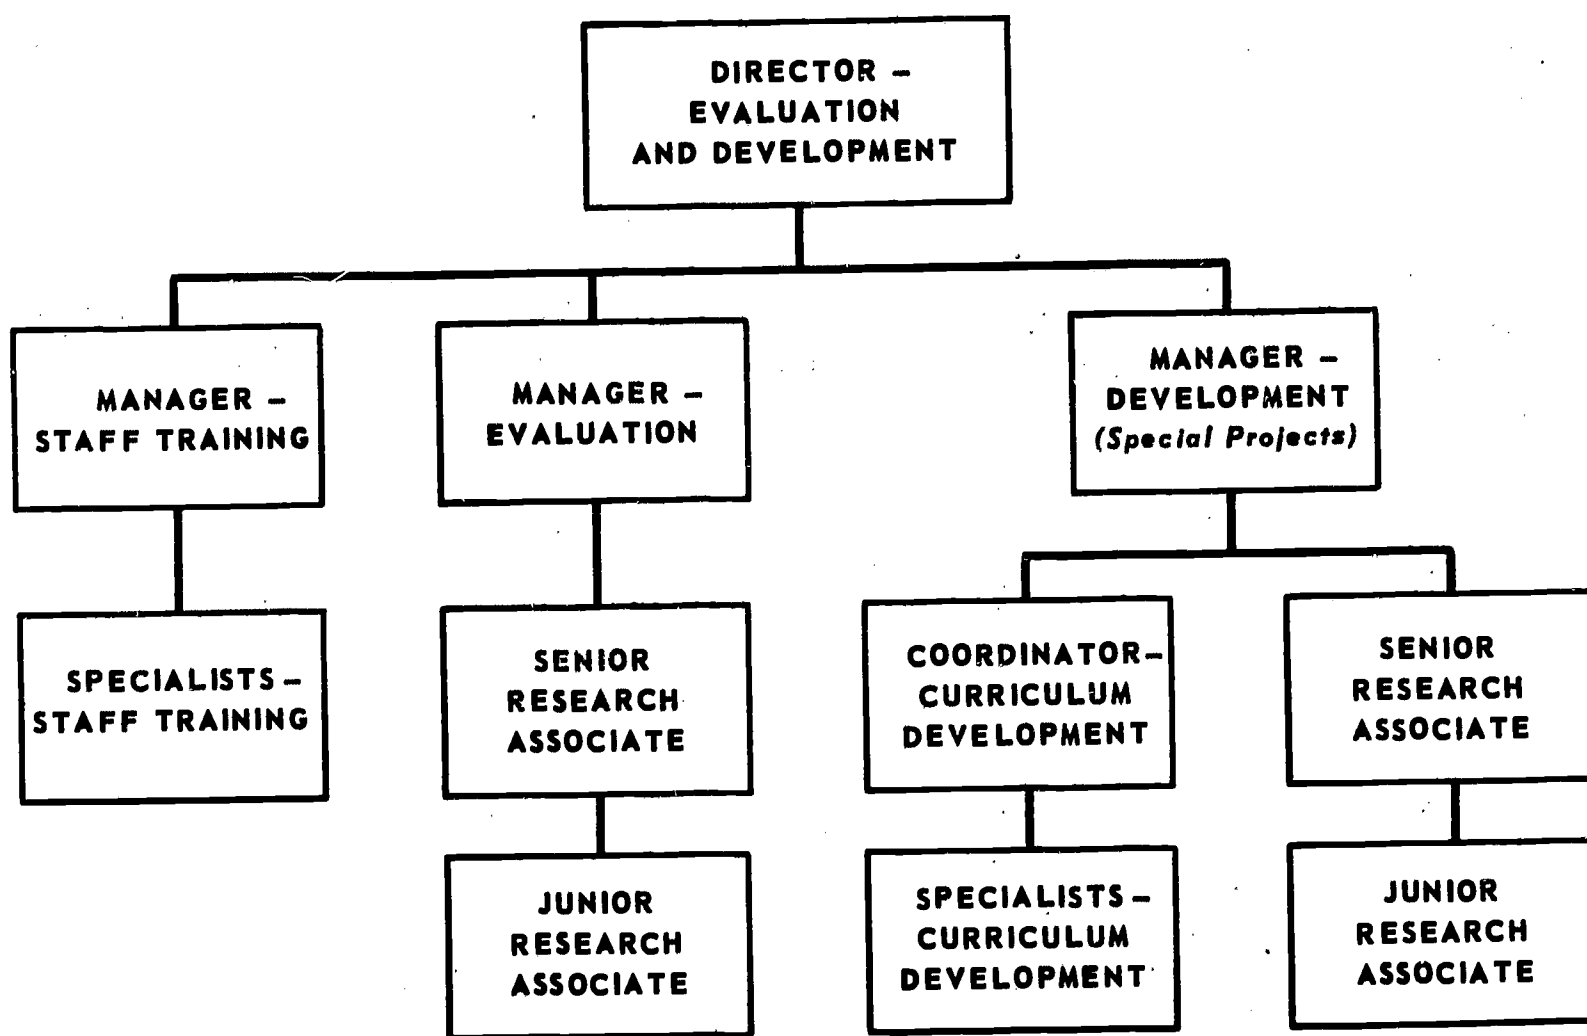 DIRECTOR –
EVALUATION
AND DEVELOPMENT
MANAGER –
STAFF TRAINING
MANAGER –
EVALUATION
MANAGER –
DEVELOPMENT
(Special Projects)
SPECIALISTS –
STAFF TRAINING
SENIOR
RESEARCH
ASSOCIATE
COORDINATOR–
CURRICULUM
DEVELOPMENT
SENIOR
RESEARCH
ASSOCIATE
JUNIOR
RESEARCH
ASSOCIATE
SPECIALISTS –
CURRICULUM
DEVELOPMENT
JUNIOR
RESEARCH
ASSOCIATE